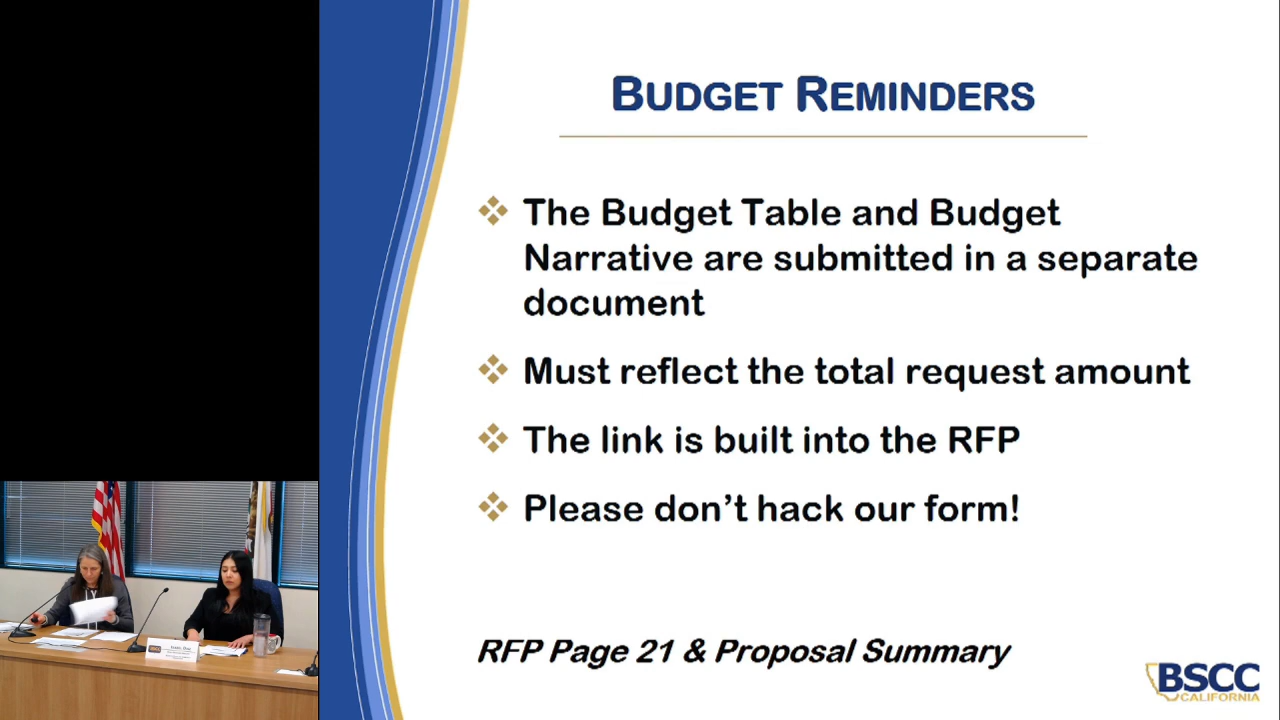 BUDGET REMINDERS
The Budget Table and Budget
Narrative are submitted in a separate
document
Must reflect the total request amount
The link is built into the RFP
Please don't hack our form!
RFP Page 21 & Proposal Summary
BSCC
CALIFORNIA